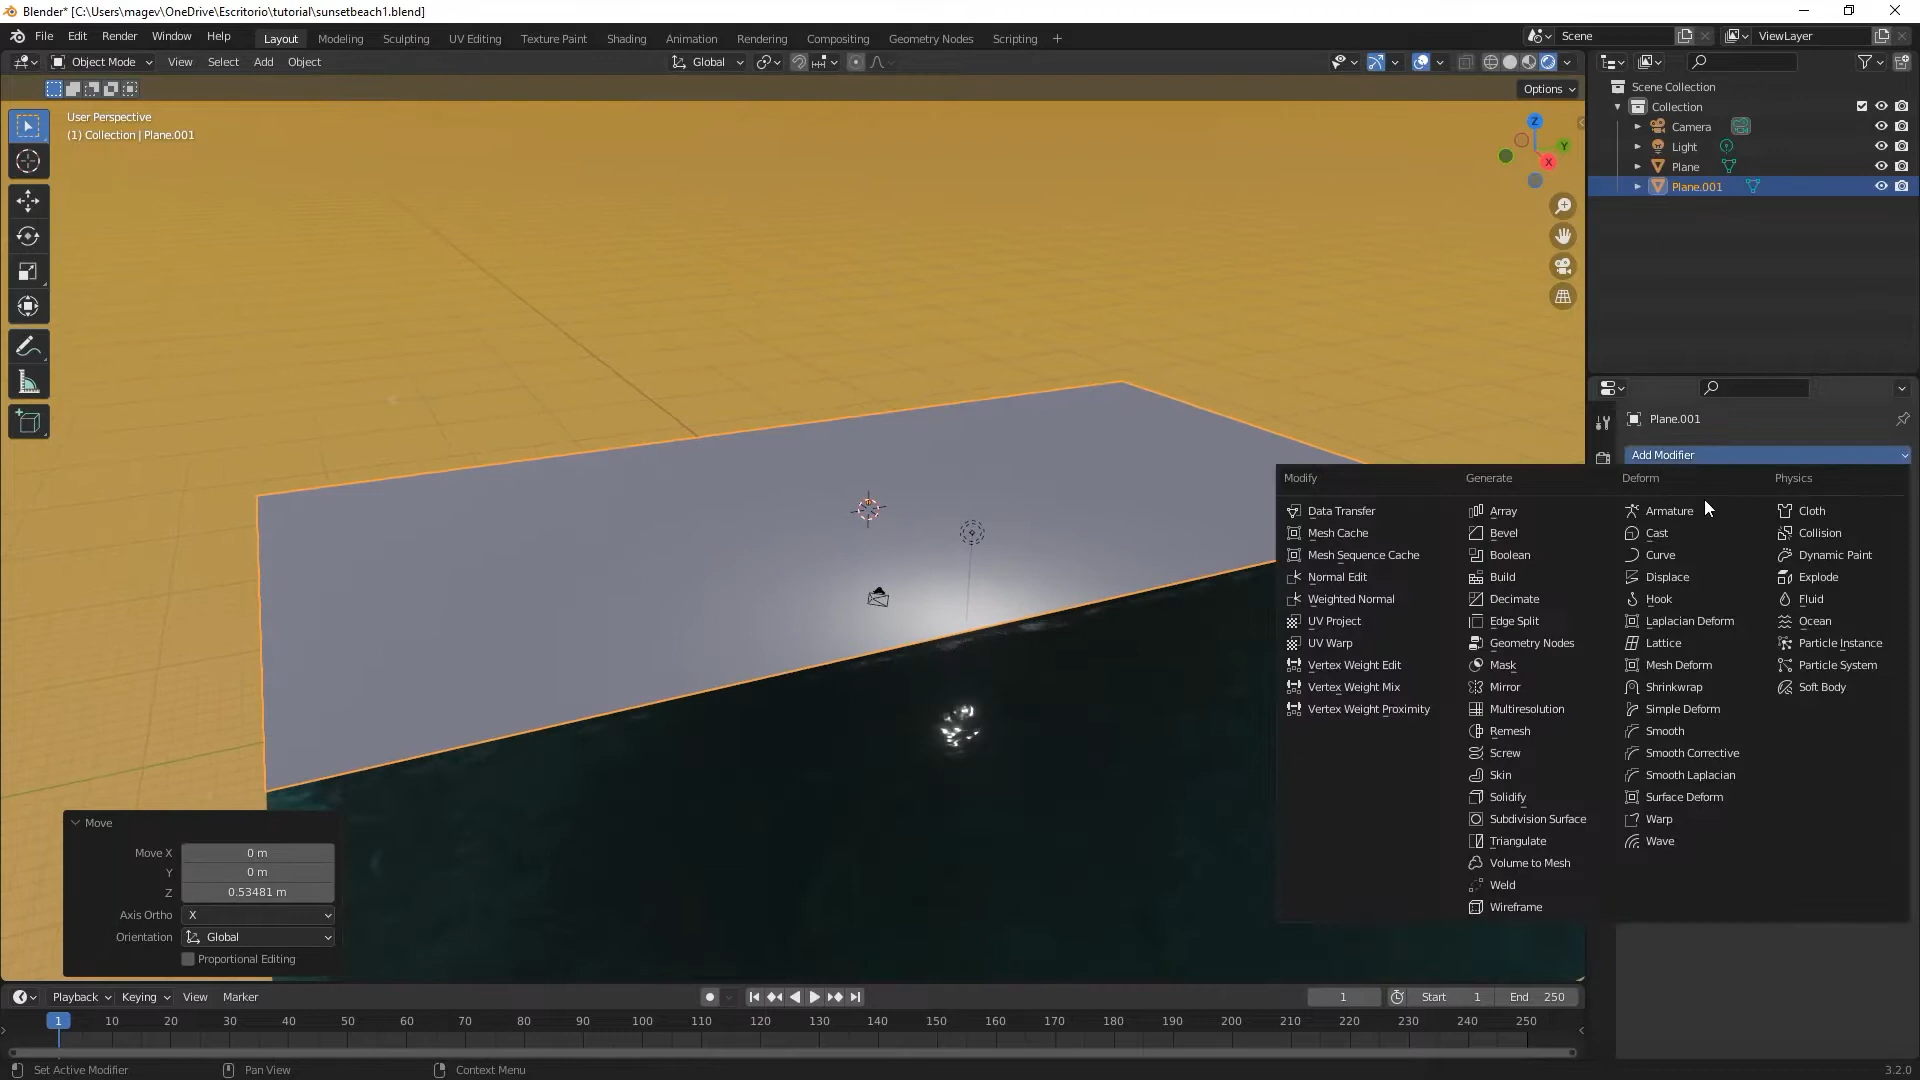 Blender* [C:\Users\magev\OneDrive\Escritorio\tutorial\sunsetbeach1.blend]
File Edit Render Window Help Layout Modeling Sculpting UV Editing Texture Paint Shading Animation Rendering Compositing Geometry Nodes Scripting + Scene ViewLayer
Object Mode View Select Add Object Global
Options
User Perspective
(1) Collection | Plane.001
Z
Y
X
Scene Collection
Collection
Camera
Light
Plane
Plane.001
Plane.001
Add Modifier
Modify Generate Deform Physics
Data Transfer Array Armature Cloth
Mesh Cache Bevel Cast Collision
Mesh Sequence Cache Boolean Curve Dynamic Paint
Normal Edit Build Displace Explode
Weighted Normal Decimate Hook Fluid
UV Project Edge Split Laplacian Deform Ocean
UV Warp Geometry Nodes Lattice Particle Instance
Vertex Weight Edit Mask Mesh Deform Particle System
Vertex Weight Mix Mirror Shrinkwrap Soft Body
Vertex Weight Proximity Multiresolution Simple Deform
Remesh Smooth
Screw Smooth Corrective
Skin Smooth Laplacian
Solidify Surface Deform
Subdivision Surface Warp
Triangulate Wave
Volume to Mesh
Weld
Wireframe
Move
Move X 0 m
Y 0 m
Z 0.53481 m
Axis Ortho X
Orientation Global
Proportional Editing
Playback Keying View Marker 1 Start 1 End 250
1 10 20 30 40 50 60 70 80 90 100 110 120 130 140 150 160 170 180 190 200 210 220 230 240 250
Set Active Modifier Pan View Context Menu 3.2.0